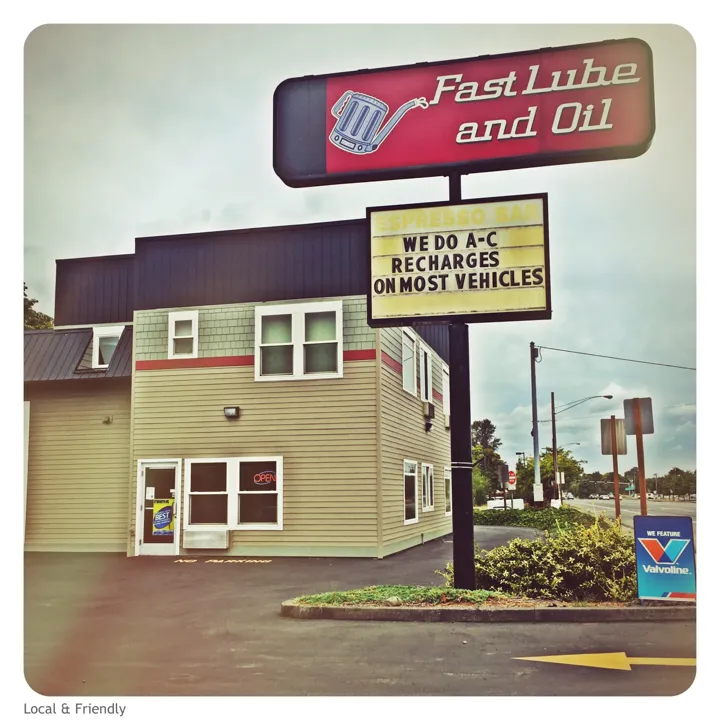 Fast Lube
and Oil
ESPRESSO BAR
WE DO A-C
RECHARGES
ON MOST VEHICLES
OPEN
BEST
NO PARKING
WE FEATURE
Valvoline
Local & Friendly